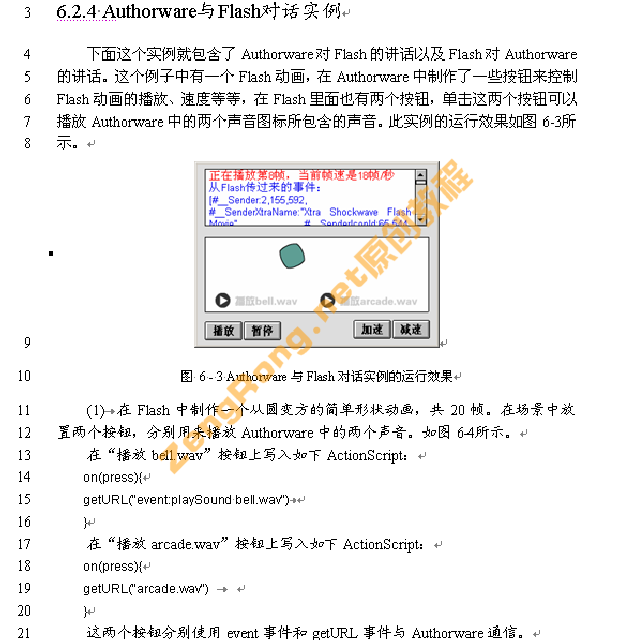 3 6.2.4 Authorware与Flash对话实例
4 下面这个实例就包含了 Authorware 对 Flash 的讲话以及 Flash 对 Authorware
5 的讲话。这个例子中有一个 Flash 动画，在 Authorware 中制作了一些按钮来控制
6 Flash 动画的播放、速度等等，在 Flash 里面也有两个按钮，单击这两个按钮可以
7 播放 Authorware 中的两个声音图标所包含的声音。此实例的运行效果如图 6-3所
8 示。
正在播放第8帧，当前帧速是18帧/秒
从Flash传过来的事件：
[#__Sender:2,155,592,
#__SenderXtraName:"Xtra Shockwave Flash
Movie", #__SenderIconId:65,644,
播放bell.wav 播放arcade.wav
播放 暂停 加速 减速
9
10 图 6-3 Authorware 与 Flash 对话实例的运行效果
11 (1) 在 Flash 中制作一个从圆变方的简单形状动画，共 20 帧。在场景中放
12 置两个按钮，分别用来播放 Authorware 中的两个声音。如图 6-4所示。
13 在“播放 bell.wav”按钮上写入如下 ActionScript：
14 on(press){
15 getURL("event:playSound bell.wav")
16 }
17 在“播放 arcade.wav”按钮上写入如下 ActionScript：
18 on(press){
19 getURL("arcade.wav")
20 }
21 这两个按钮分别使用 event 事件和 getURL 事件与 Authorware 通信。
ZengRong.net原创教程